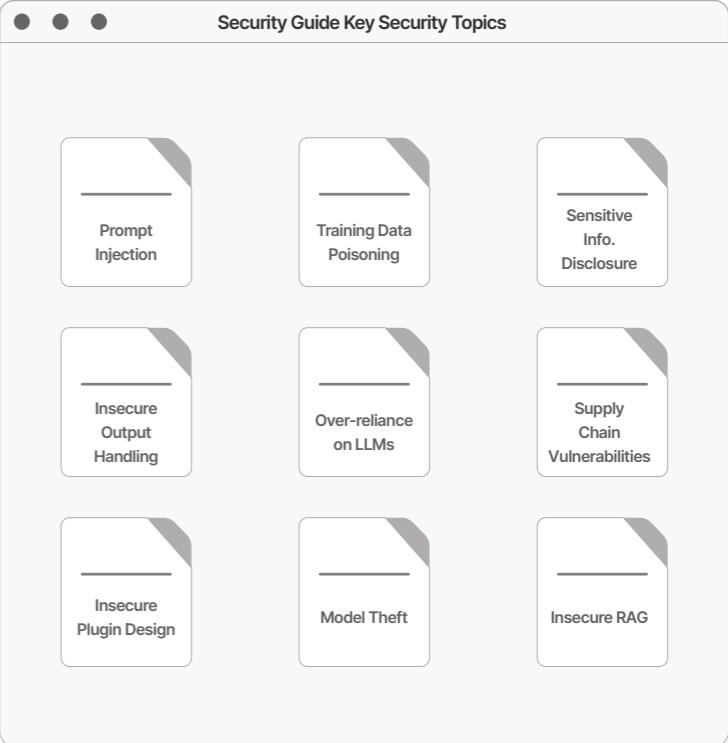 Security Guide Key Security Topics
Prompt
Injection
Training Data
Poisoning
Sensitive
Info.
Disclosure
Insecure
Output
Handling
Over-reliance
on LLMs
Supply
Chain
Vulnerabilities
Insecure
Plugin Design
Model Theft
Insecure RAG